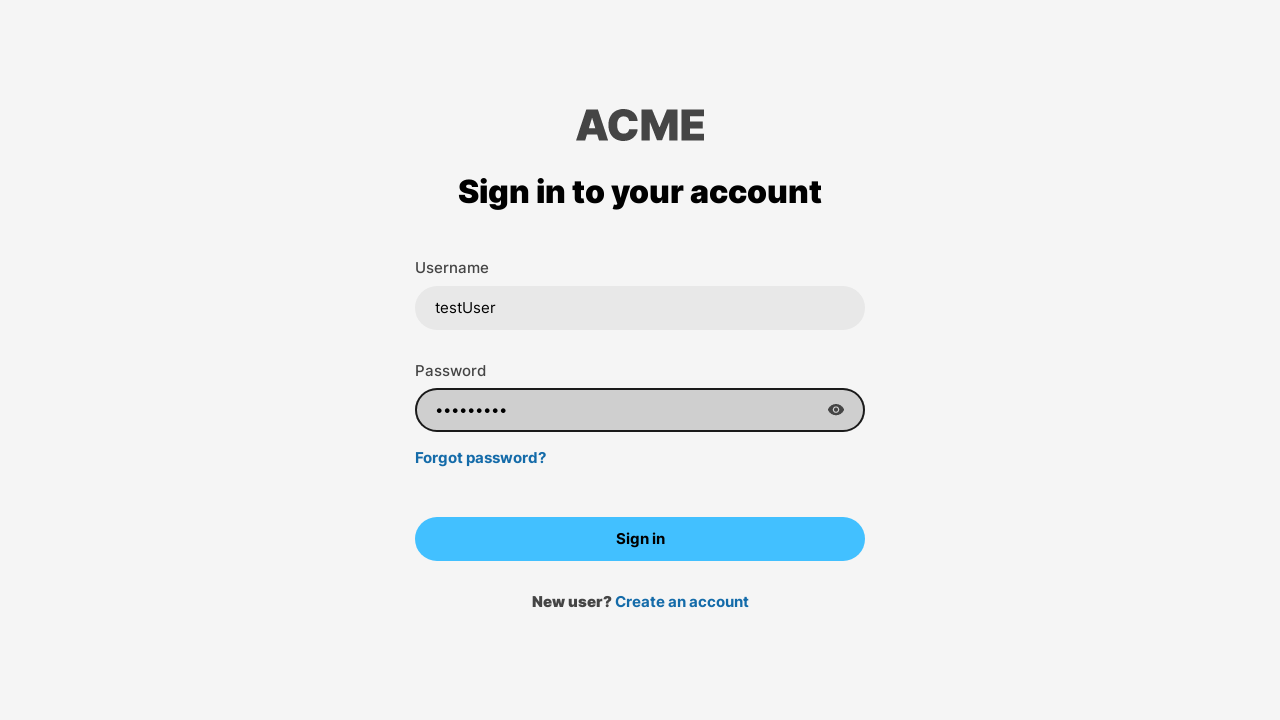 ACME
Sign in to your account
Username
testUser
Password
•••••••••
Forgot password?
Sign in
New user? Create an account